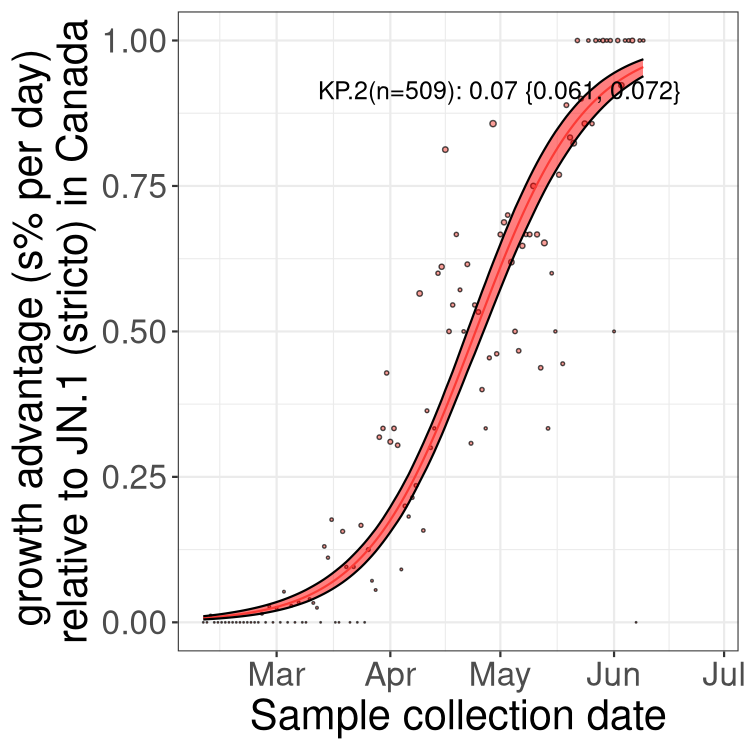 growth advantage (s% per day)
relative to JN.1 (stricto) in Canada
1.00
0.75
0.50
0.25
0.00
KP.2(n=509): 0.07 {0.061, 0.072}
Mar Apr May Jun Jul
Sample collection date